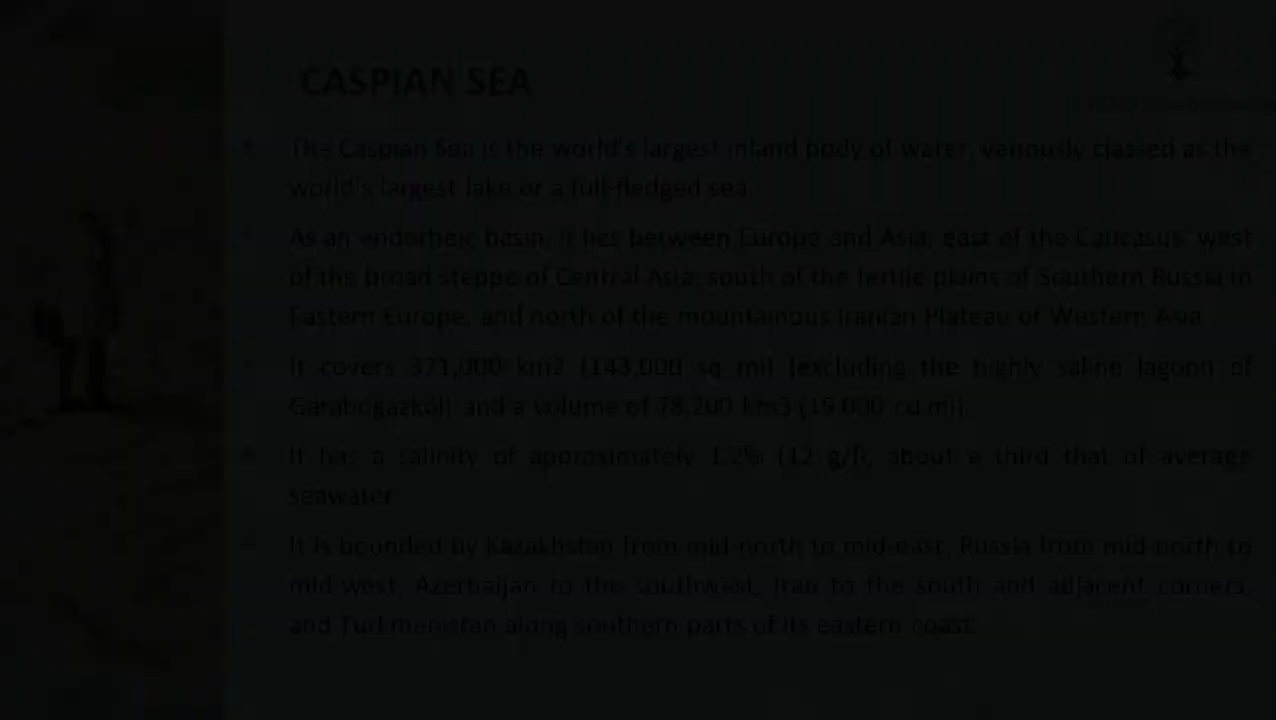 CASPIAN SEA
The Caspian Sea is the world's largest inland body of water, variously classed as the
world's largest lake or a full-fledged sea.
As an endorheic basin, it lies between Europe and Asia; east of the Caucasus, west
of the broad steppe of Central Asia, south of the fertile plains of Southern Russia in
Eastern Europe, and north of the mountainous Iranian Plateau of Western Asia.
It covers 371,000 km2 (143,000 sq mi) (excluding the highly saline lagoon of
Garabogazköl) and a volume of 78,200 km3 (19,000 cu mi).
It has a salinity of approximately 1.2% (12 g/l), about a third that of average
seawater.
It is bounded by Kazakhstan from mid-north to mid-east, Russia from mid-north to
mid-west, Azerbaijan to the southwest, Iran to the south and adjacent corners,
and Turkmenistan along southern parts of its eastern coast.